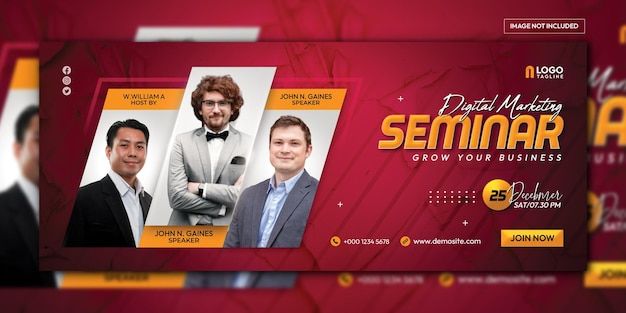 IMAGE NOT INCLUDED
LOGO
TAGLINE
W.WILLIAM A
HOST BY
JOHN N. GAINES
SPEAKER
JOHN N. GAINES
SPEAKER
Digital Marketing
SEMINAR
GROW YOUR BUSINESS
25
Decebmrer
SAT/07.30 PM
+000 1234 5678
www.demosite.com
JOIN NOW